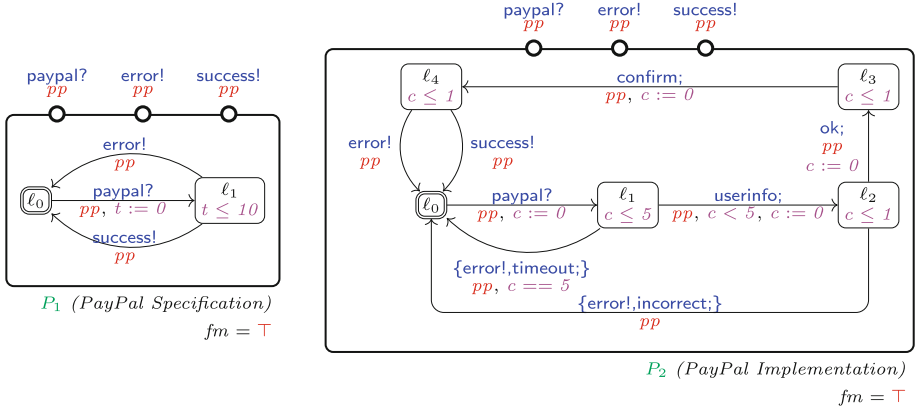 paypal? error! success!
pp pp pp
error!
pp
ℓ0
paypal?
pp, t := 0
ℓ1
t ≤ 10
success!
pp
P1 (PayPal Specification)
fm = ⊤
paypal? error! success!
pp pp pp
ℓ4
c ≤ 1
confirm;
pp, c := 0
ℓ3
c ≤ 1
error!
pp
success!
pp
ok;
pp
c := 0
ℓ0
paypal?
pp, c := 0
ℓ1
c ≤ 5
userinfo;
pp, c < 5, c := 0
ℓ2
c ≤ 1
{error!,timeout;}
pp, c == 5
{error!,incorrect;}
pp
P2 (PayPal Implementation)
fm = ⊤